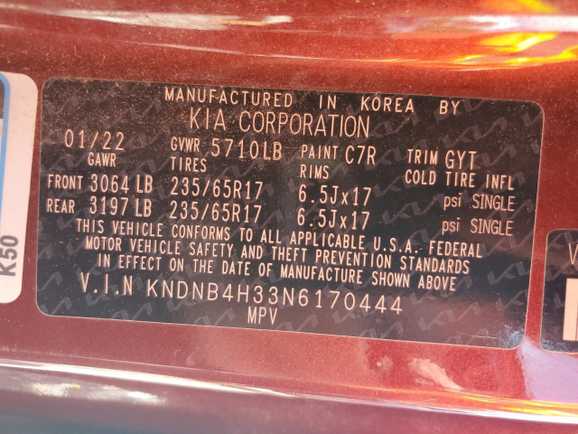 MANUFACTURED IN KOREA BY
KIA CORPORATION
01/22 GVWR 5710LB PAINT C7R TRIM GYT
GAWR TIRES RIMS COLD TIRE INFL
FRONT 3064 LB 235/65R17 6.5Jx17 psi SINGLE
REAR 3197 LB 235/65R17 6.5Jx17 psi SINGLE
THIS VEHICLE CONFORMS TO ALL APPLICABLE U.S.A. FEDERAL
MOTOR VEHICLE SAFETY AND THEFT PREVENTION STANDARDS
IN EFFECT ON THE DATE OF MANUFACTURE SHOWN ABOVE
V.I.N KNDNB4H33N6170444
MPV
K50